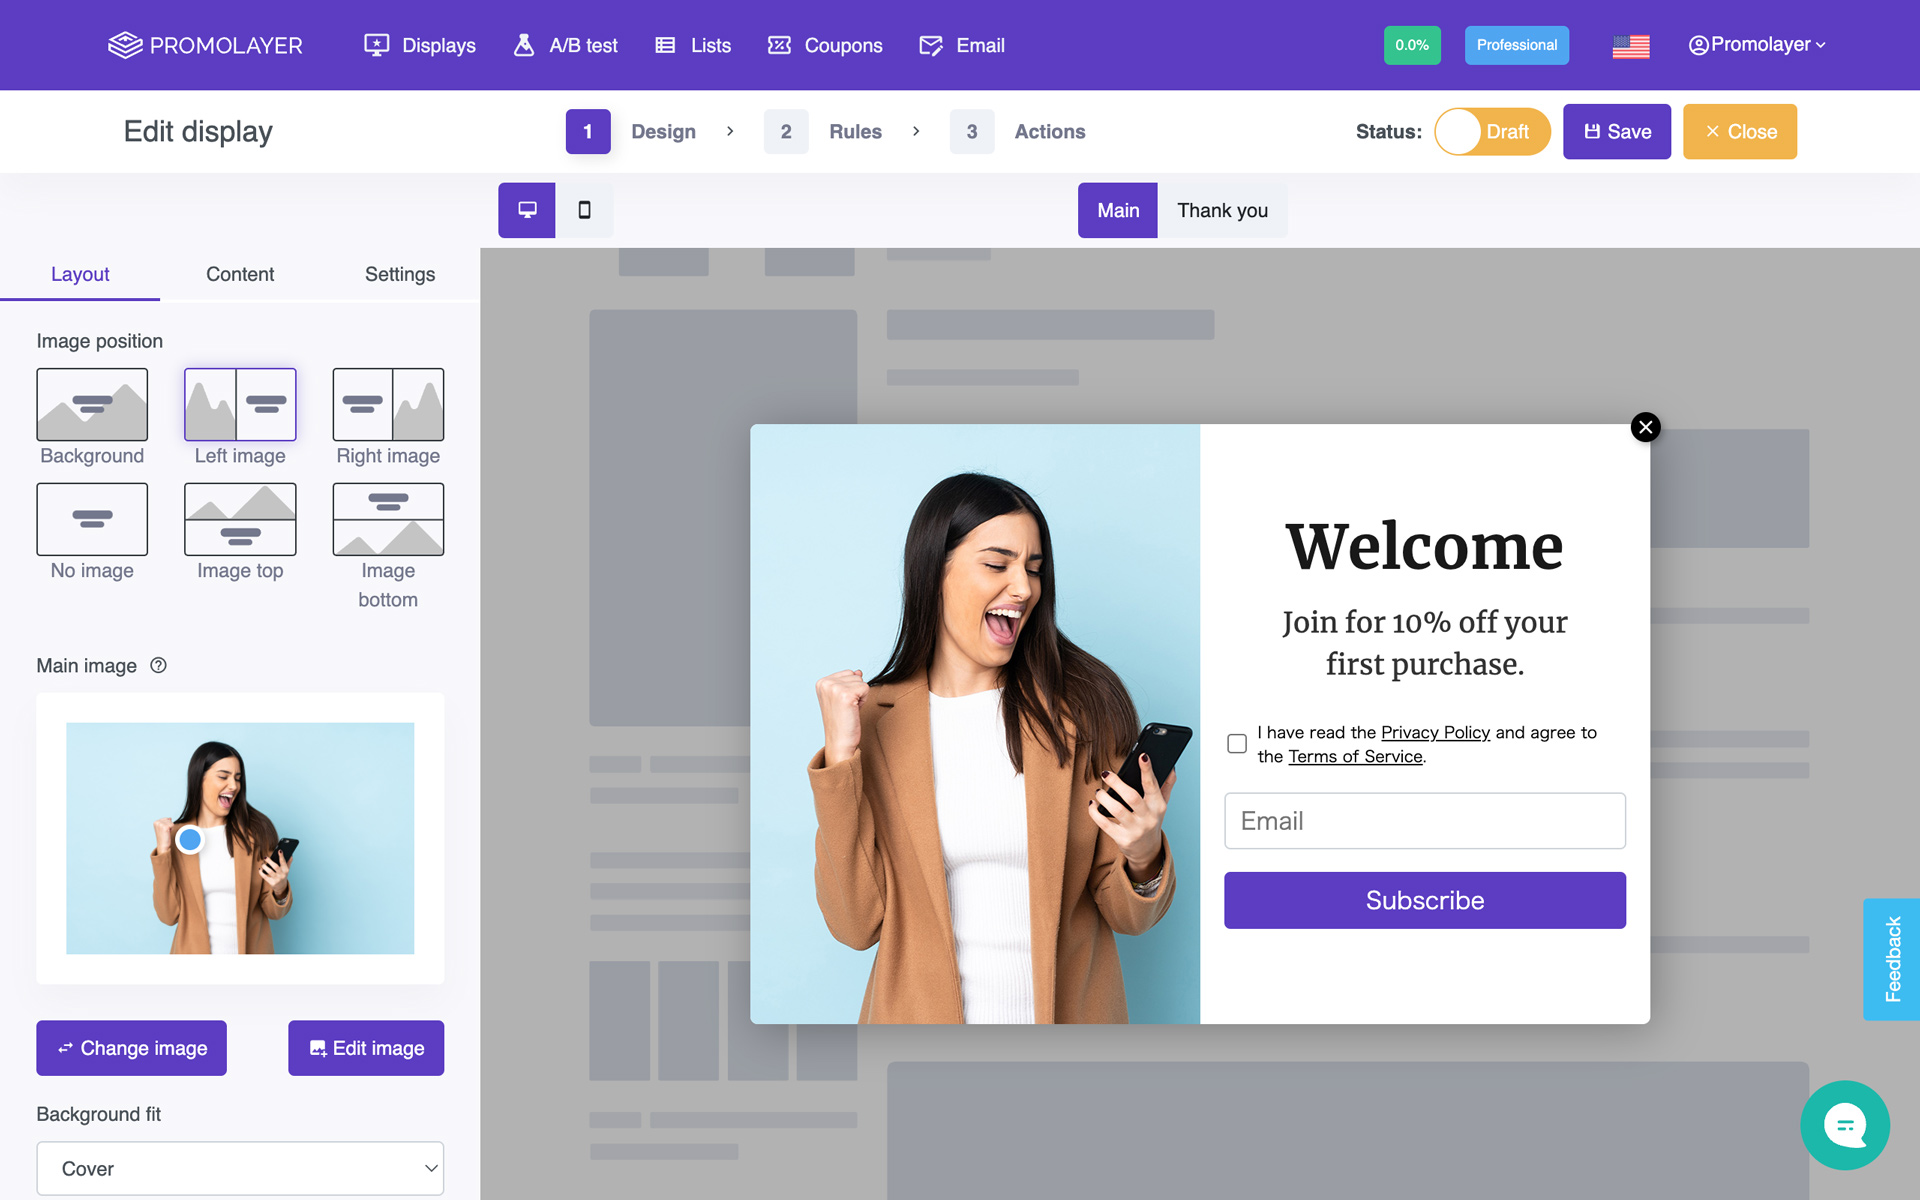 PROMOLAYER
Displays
A/B test
Lists
Coupons
Email
0.0%
Professional
Promolayer
Edit display
1 Design
2 Rules
3 Actions
Status:
Draft
Save
Close
Main
Thank you
Layout
Content
Settings
Image position
Background
Left image
Right image
No image
Image top
Image
bottom
Main image
Change image
Edit image
Background fit
Cover
Welcome
Join for 10% off your
first purchase.
I have read the Privacy Policy and agree to
the Terms of Service.
Email
Subscribe
Feedback